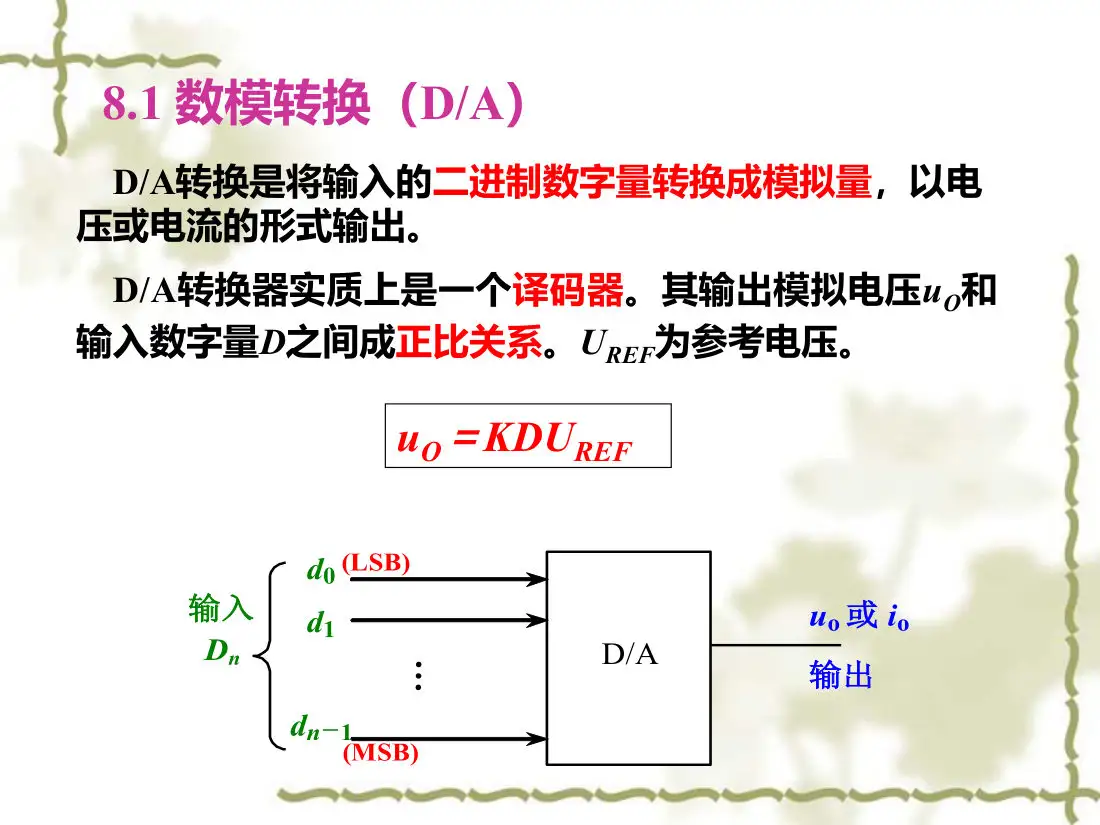 8.1 数模转换（D/A）
D/A转换是将输入的二进制数字量转换成模拟量，以电
压或电流的形式输出。
D/A转换器实质上是一个译码器。其输出模拟电压uO和
输入数字量D之间成正比关系。UREF为参考电压。
uO =KDUREF
d0 (LSB)
输入
d1
Dn
⋮
D/A
uo 或 io
输出
dn−1
(MSB)